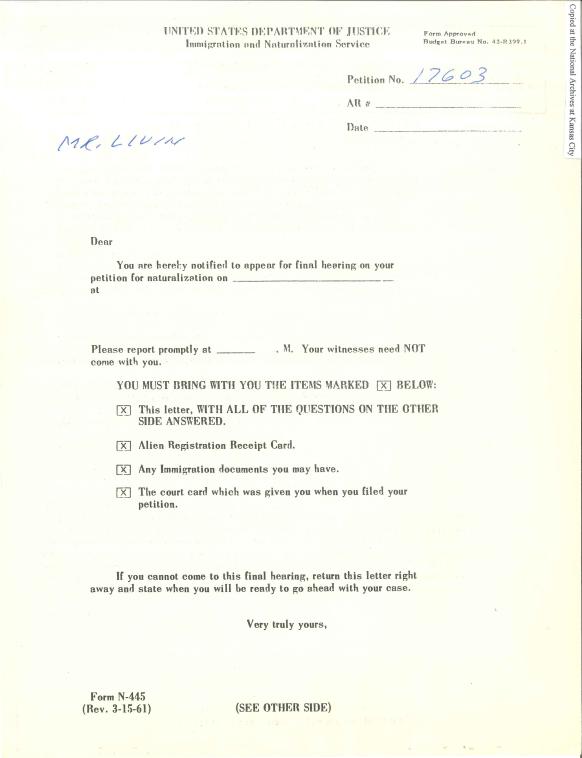 UNITED STATES DEPARTMENT OF JUSTICE
Immigration and Naturalization Service
Form Approved
Budget Bureau No. 43-R399.1
Copied at the National Archives at Kansas City
Petition No. 17603
AR #
Date
MR. LIVIN
Dear
You are hereby notified to appear for final hearing on your
petition for naturalization on
at
Please report promptly at . M. Your witnesses need NOT
come with you.
YOU MUST BRING WITH YOU THE ITEMS MARKED X BELOW:
X This letter, WITH ALL OF THE QUESTIONS ON THE OTHER
SIDE ANSWERED.
X Alien Registration Receipt Card.
X Any Immigration documents you may have.
X The court card which was given you when you filed your
petition.
If you cannot come to this final hearing, return this letter right
away and state when you will be ready to go ahead with your case.
Very truly yours,
Form N-445
(Rev. 3-15-61)
(SEE OTHER SIDE)